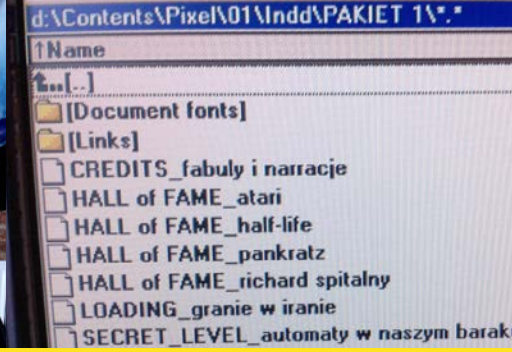 d:\Contents\Pixel\01\Indd\PAKIET 1\*.*
↑Name
[..]
[Document fonts]
[Links]
CREDITS_fabuly i narracje
HALL of FAME_atari
HALL of FAME_half-life
HALL of FAME_pankratz
HALL of FAME_richard spitalny
LOADING_granie w iranie
SECRET_LEVEL_automaty w naszym